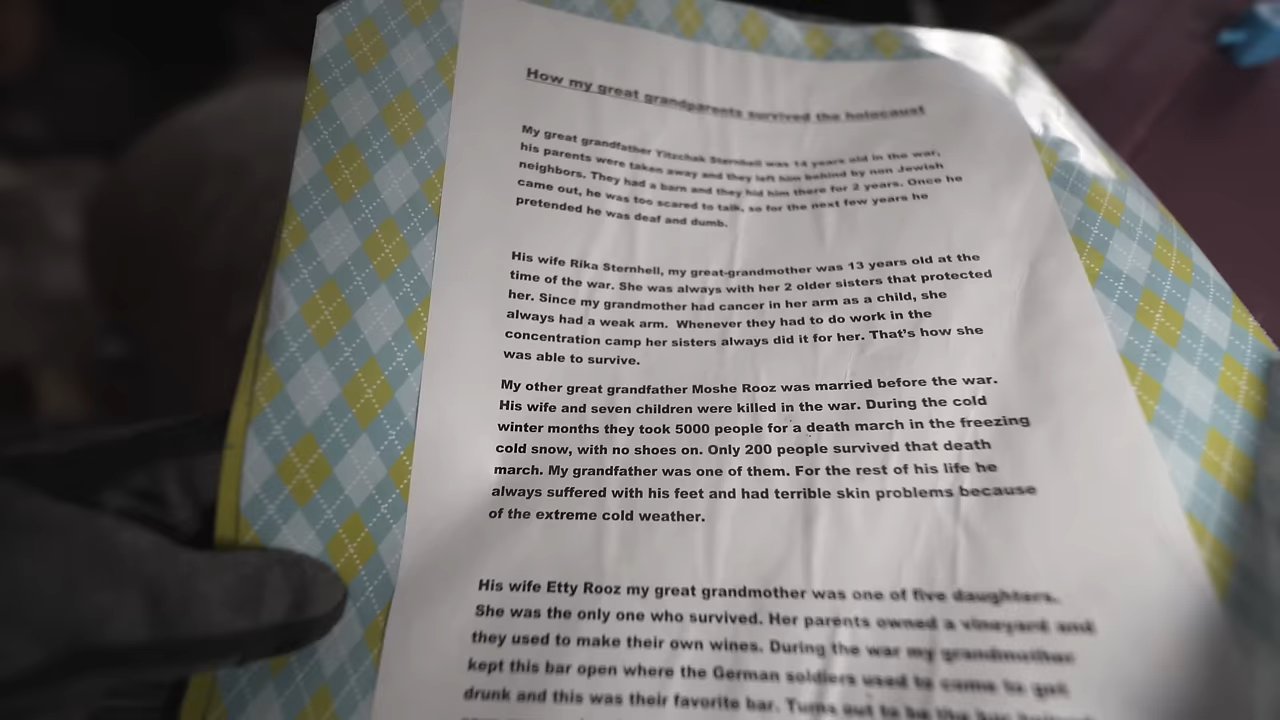 How my great grandparents survived the holocaust
My great grandfather Yitzchak Sternhell was 14 years old in the war,
his parents were taken away and they left him behind by non Jewish
neighbors. They had a barn and they hid him there for 2 years. Once he
came out, he was too scared to talk, so for the next few years he
pretended he was deaf and dumb.
His wife Rika Sternhell, my great-grandmother was 13 years old at the
time of the war. She was always with her 2 older sisters that protected
her. Since my grandmother had cancer in her arm as a child, she
always had a weak arm. Whenever they had to do work in the
concentration camp her sisters always did it for her. That's how she
was able to survive.
My other great grandfather Moshe Rooz was married before the war.
His wife and seven children were killed in the war. During the cold
winter months they took 5000 people for a death march in the freezing
cold snow, with no shoes on. Only 200 people survived that death
march. My grandfather was one of them. For the rest of his life he
always suffered with his feet and had terrible skin problems because
of the extreme cold weather.
His wife Etty Rooz my great grandmother was one of five daughters.
She was the only one who survived. Her parents owned a vineyard and
they used to make their own wines. During the war my grandmother
kept this bar open where the German soldiers used to come to get
drunk and this was their favorite bar. Turns out to be the bar